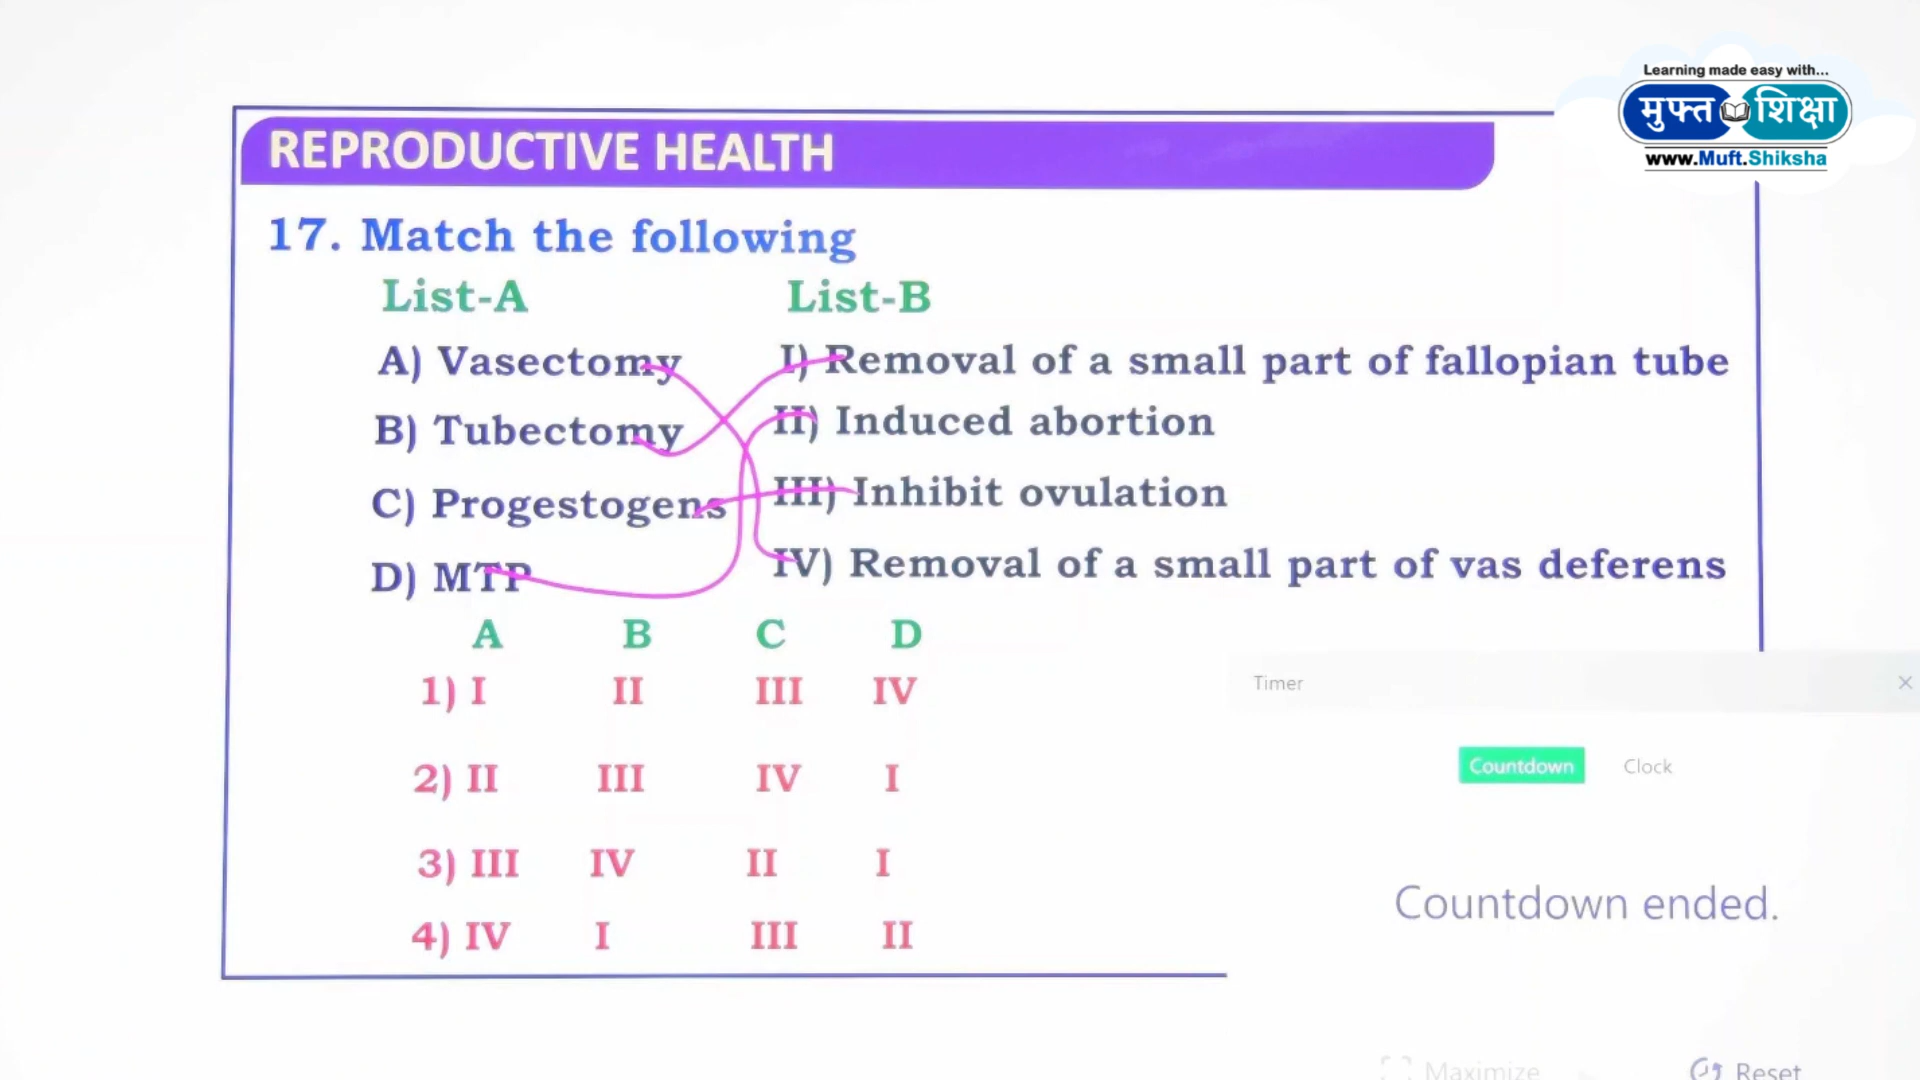 Learning made easy with...
मुफ्त शिक्षा
www.Muft.Shiksha
REPRODUCTIVE HEALTH
17. Match the following
List-A List-B
A) Vasectomy I) Removal of a small part of fallopian tube
B) Tubectomy II) Induced abortion
C) Progestogens III) Inhibit ovulation
D) MTP IV) Removal of a small part of vas deferens
A B C D
1) I II III IV
2) II III IV I
3) III IV II I
4) IV I III II
Timer
Countdown Clock
Countdown ended.
Maximize Reset